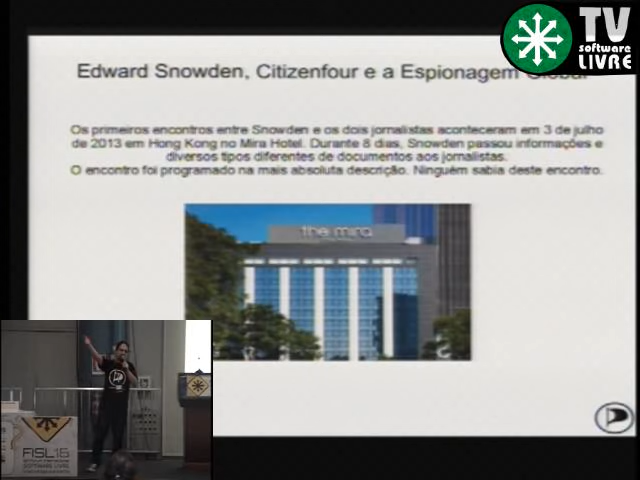 TV
software
LIVRE
Edward Snowden, Citizenfour e a Espionagem Global
Os primeiros encontros entre Snowden e os dois jornalistas aconteceram em 3 de julho
de 2013 em Hong Kong no Mira Hotel. Durante 8 dias, Snowden passou informações e
diversos tipos diferentes de documentos aos jornalistas.
O encontro foi programado na mais absoluta descrição. Ninguém sabia deste encontro.
the mira
FISL16
SOFTWARE LIVRE